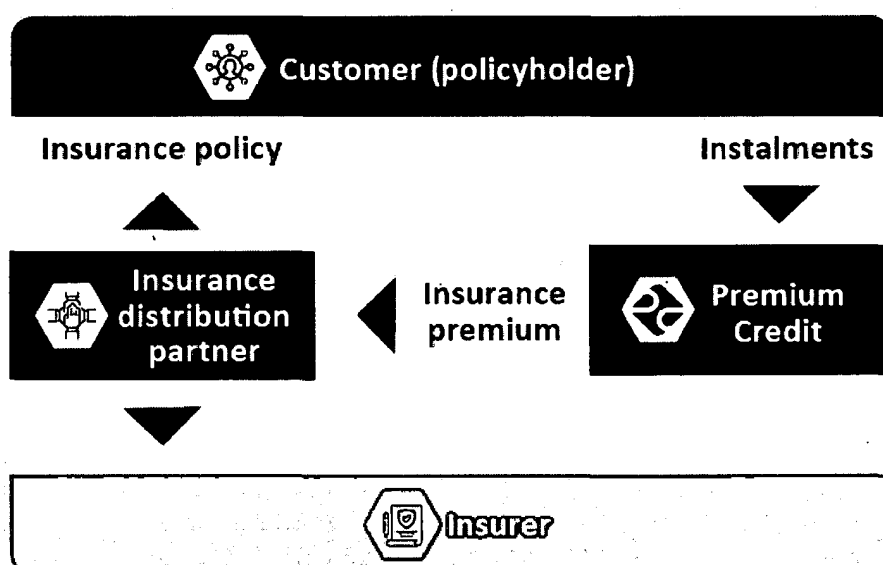 Customer (policyholder)
Insurance policy
Instalments
Insurance
distribution
partner
Insurance
premium
Premium
Credit
Insurer